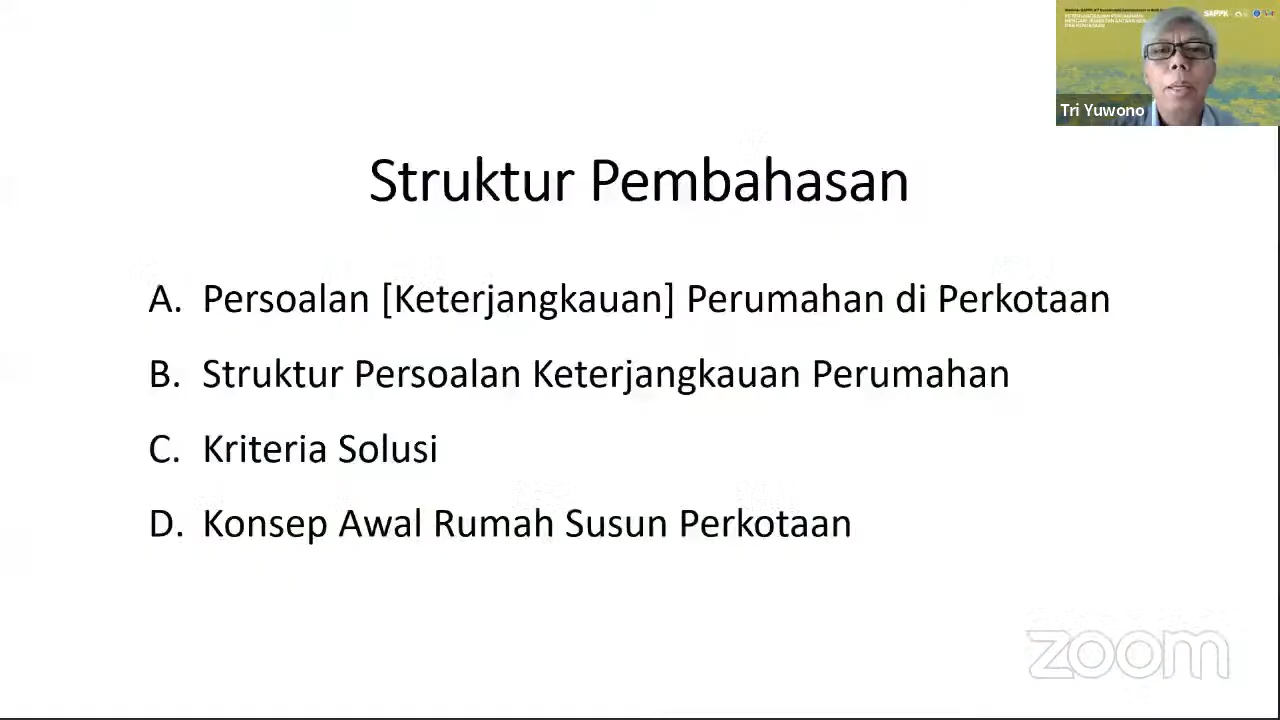 SAPPK
Tri Yuwono
Struktur Pembahasan
A. Persoalan [Keterjangkauan] Perumahan di Perkotaan
B. Struktur Persoalan Keterjangkauan Perumahan
C. Kriteria Solusi
D. Konsep Awal Rumah Susun Perkotaan
zoom